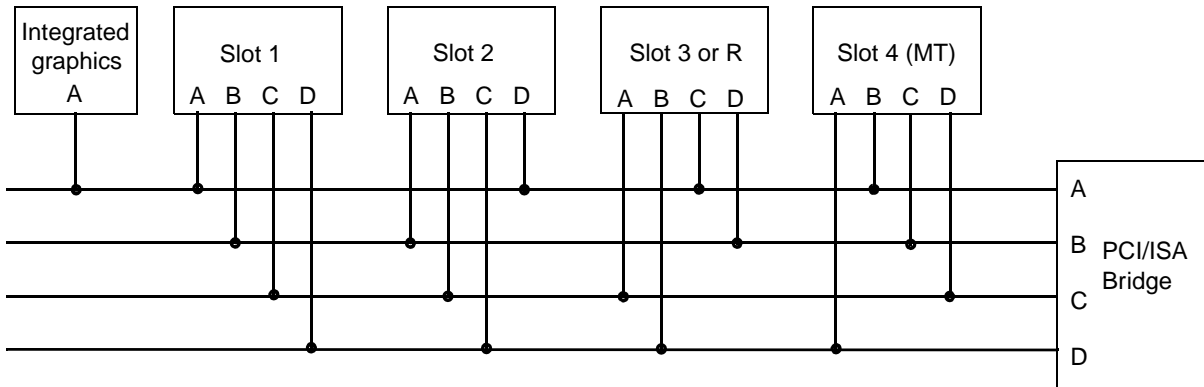 Integrated
graphics
A
Slot 1
A B C D
Slot 2
A B C D
Slot 3 or R
A B C D
Slot 4 (MT)
A B C D
A
B
C
D
PCI/ISA
Bridge